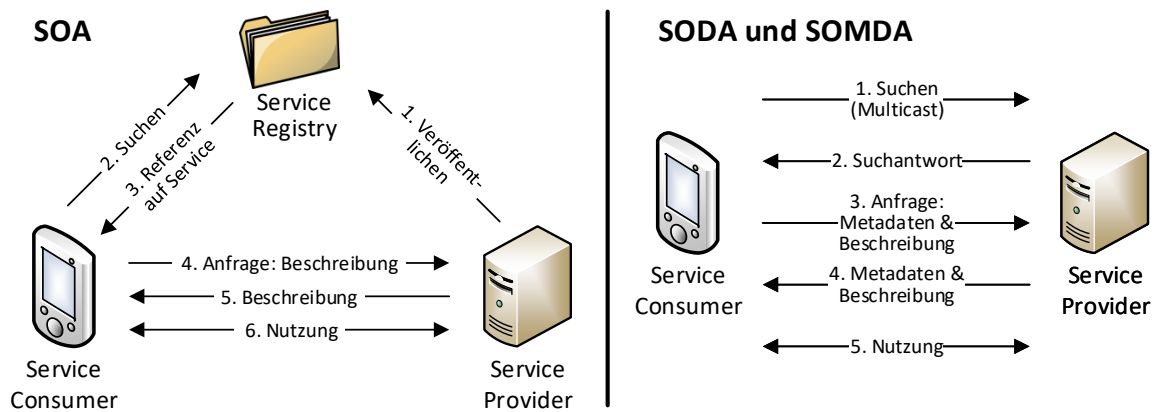 SOA
Service
Registry
1. Veröffent-
lichen
2. Suchen
3. Referenz
auf Service
4. Anfrage: Beschreibung
5. Beschreibung
6. Nutzung
Service
Consumer
Service
Provider
SODA und SOMDA
1. Suchen
(Multicast)
2. Suchantwort
3. Anfrage:
Metadaten &
Beschreibung
4. Metadaten &
Beschreibung
5. Nutzung
Service
Consumer
Service
Provider